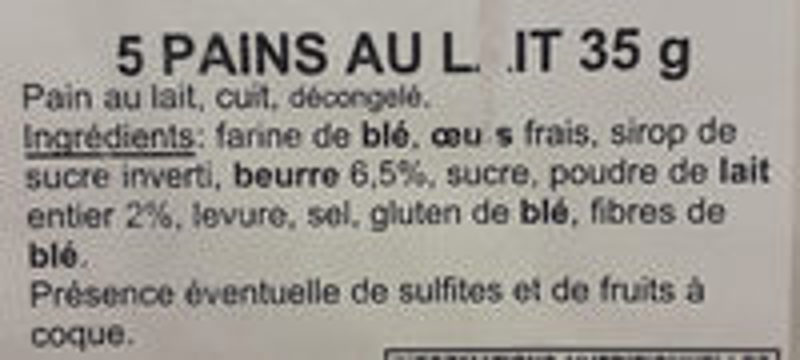 5 PAINS AU L. .IT 35 g
Pain au lait, cuit, décongelé.
Ingrédients: farine de blé, œu s frais, sirop de
sucre inverti, beurre 6,5%, sucre, poudre de lait
entier 2%, levure, sel, gluten de blé, fibres de
blé.
Présence éventuelle de sulfites et de fruits à
coque.